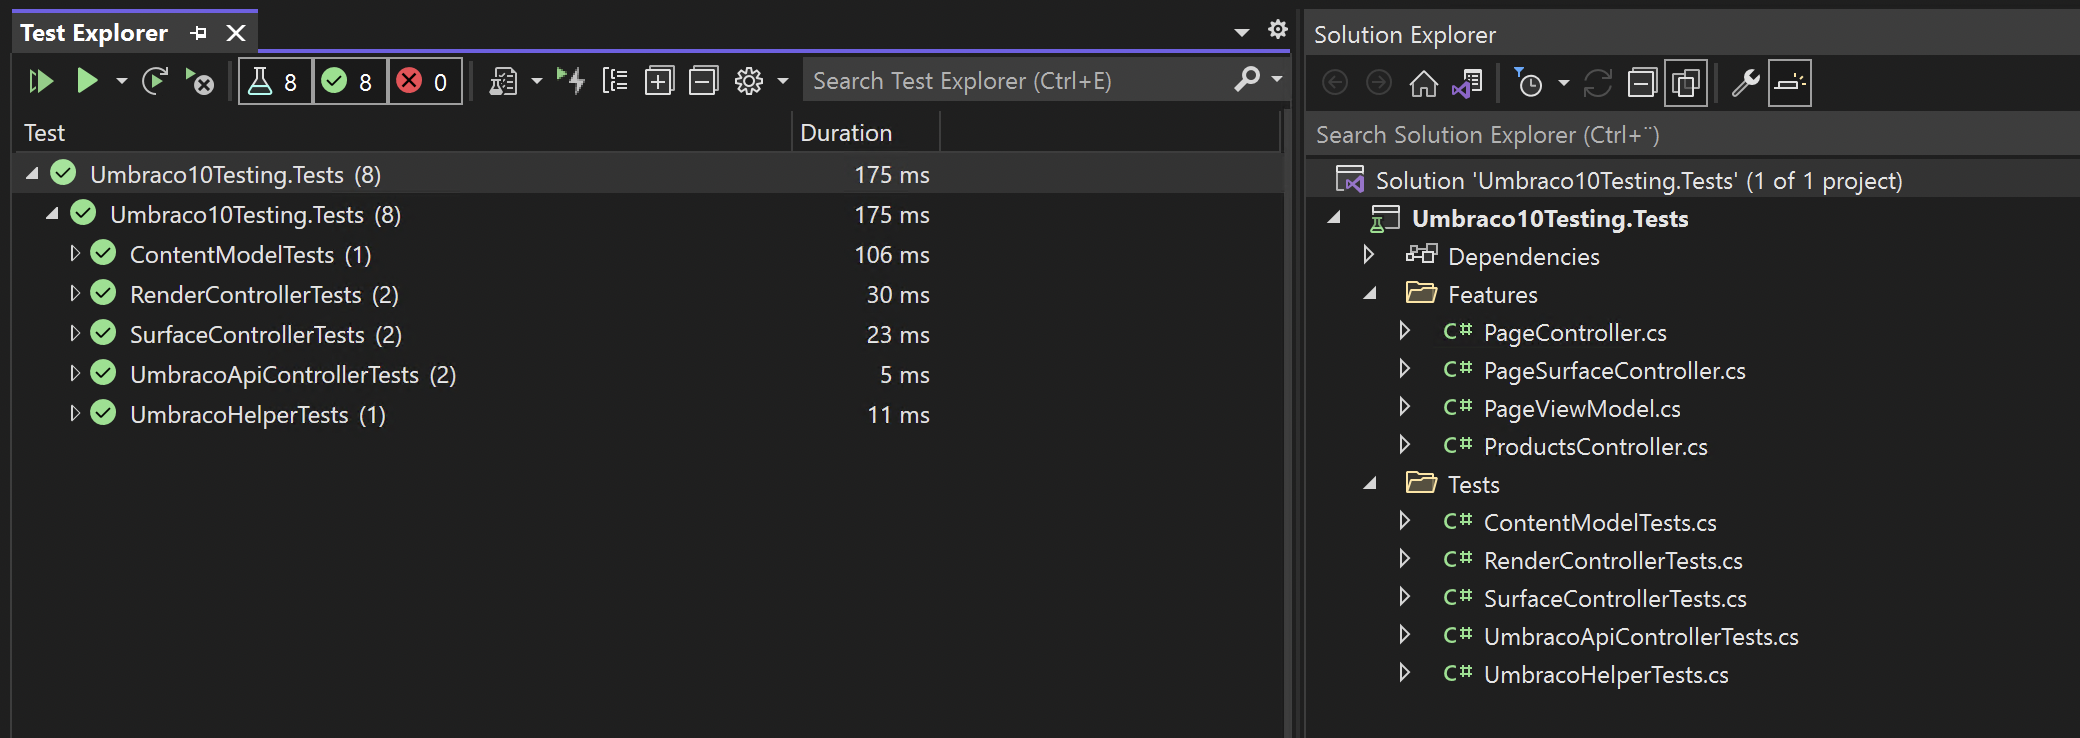 Test Explorer
8 8 0
Search Test Explorer (Ctrl+E)
Test Duration
Umbraco10Testing.Tests (8) 175 ms
Umbraco10Testing.Tests (8) 175 ms
ContentModelTests (1) 106 ms
RenderControllerTests (2) 30 ms
SurfaceControllerTests (2) 23 ms
UmbracoApiControllerTests (2) 5 ms
UmbracoHelperTests (1) 11 ms
Solution Explorer
Search Solution Explorer (Ctrl+¨)
Solution 'Umbraco10Testing.Tests' (1 of 1 project)
Umbraco10Testing.Tests
Dependencies
Features
C# PageController.cs
C# PageSurfaceController.cs
C# PageViewModel.cs
C# ProductsController.cs
Tests
C# ContentModelTests.cs
C# RenderControllerTests.cs
C# SurfaceControllerTests.cs
C# UmbracoApiControllerTests.cs
C# UmbracoHelperTests.cs